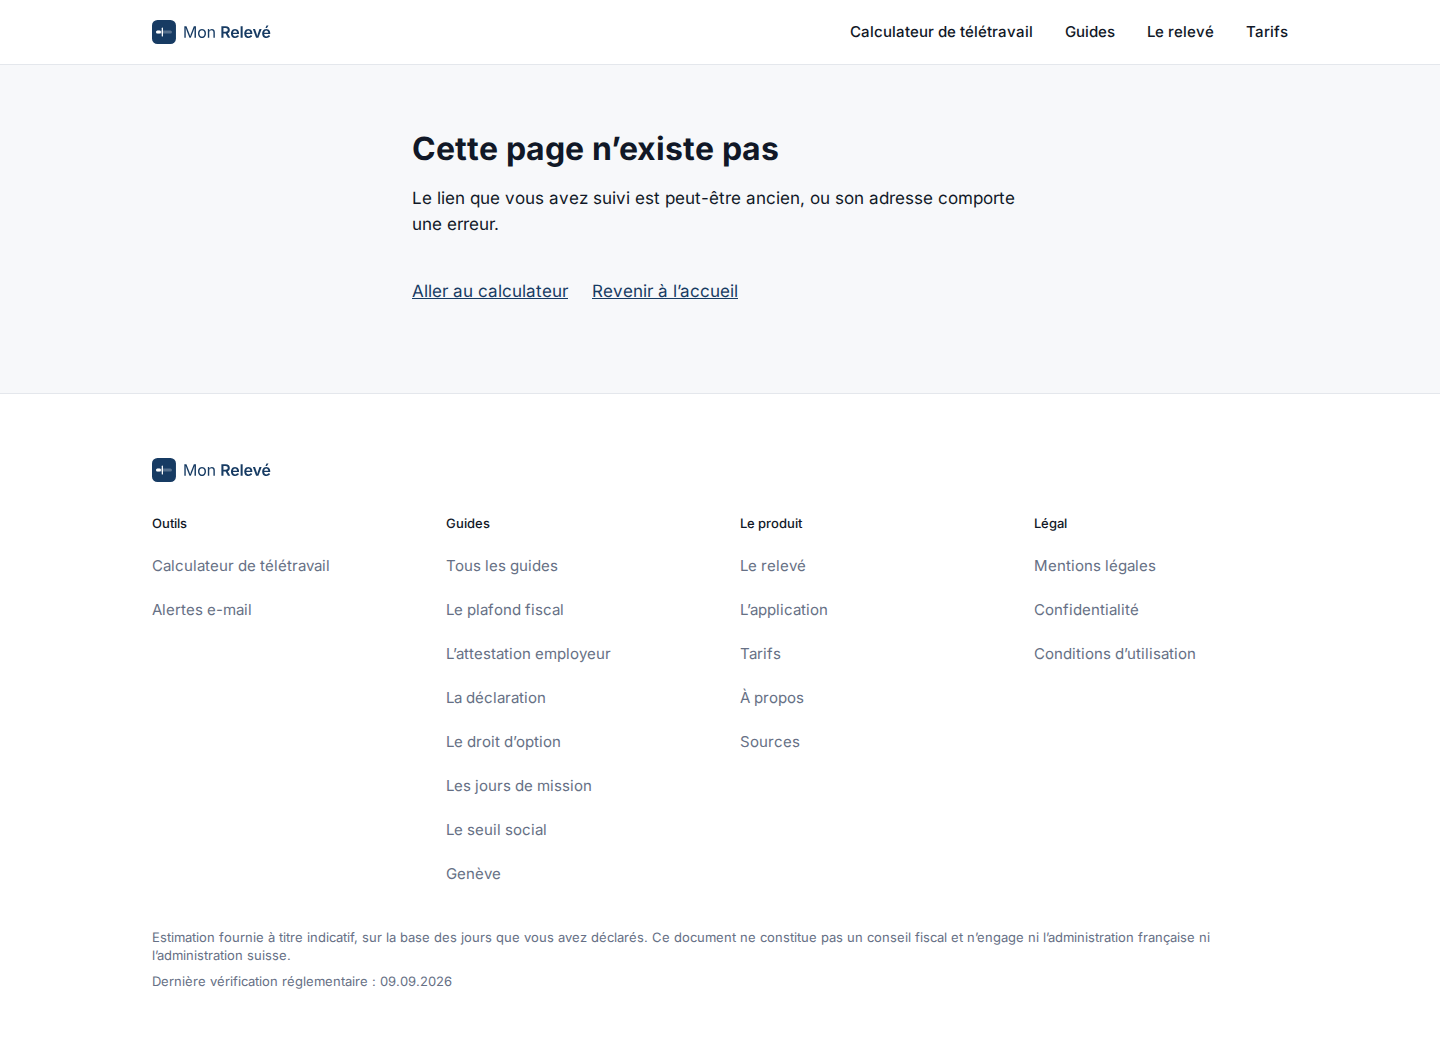 Mon Relevé
Calculateur de télétravail
Guides
Le relevé
Tarifs
Cette page n’existe pas
Le lien que vous avez suivi est peut-être ancien, ou son adresse comporte
une erreur.
Aller au calculateur
Revenir à l’accueil
Mon Relevé
Outils
Calculateur de télétravail
Alertes e-mail
Guides
Tous les guides
Le plafond fiscal
L’attestation employeur
La déclaration
Le droit d’option
Les jours de mission
Le seuil social
Genève
Le produit
Le relevé
L’application
Tarifs
À propos
Sources
Légal
Mentions légales
Confidentialité
Conditions d’utilisation
Estimation fournie à titre indicatif, sur la base des jours que vous avez déclarés. Ce document ne constitue pas un conseil fiscal et n’engage ni l’administration française ni
l’administration suisse.
Dernière vérification réglementaire : 09.09.2026